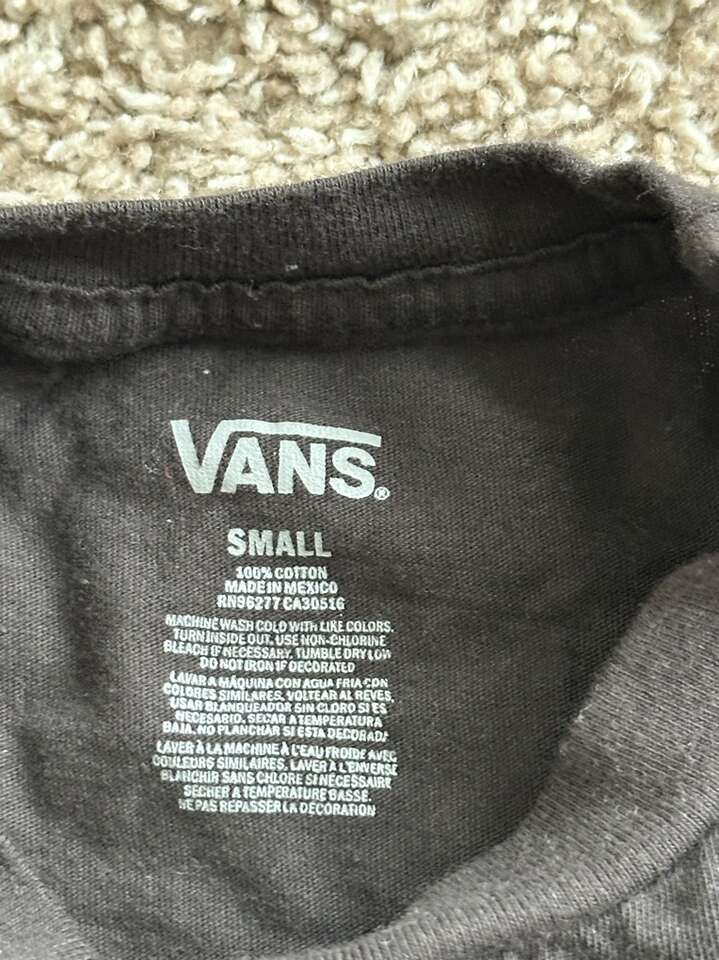 VANS®
SMALL
100% COTTON
MADE IN MEXICO
RN96277 CA30516
MACHINE WASH COLD WITH LIKE COLORS.
TURN INSIDE OUT. USE NON-CHLORINE
BLEACH IF NECESSARY. TUMBLE DRY LOW
DO NOT IRON IF DECORATED
LAVAR A MÁQUINA CON AGUA FRIA CON
COLORES SIMILARES. VOLTEAR AL REVES.
USAR BLANQUEADOR SIN CLORO SI ES
NECESARIO. SECAR A TEMPERATURA
BAJA. NO PLANCHAR SI ESTA DECORADA
LAVER À LA MACHINE À L'EAU FROIDE AVEC
COULEURS SIMILAIRES. LAVER À L'ENVERSE
BLANCHIR SANS CHLORE SI NÉCESSAIRE
SÉCHER A TEMPERATURE BASSE.
NE PAS REPASSER LA DÉCORATION